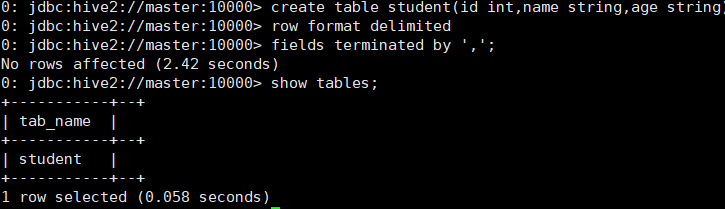 0: jdbc:hive2://master:10000> create table student(id int,name string,age string)
0: jdbc:hive2://master:10000> row format delimited
0: jdbc:hive2://master:10000> fields terminated by ',';
No rows affected (2.42 seconds)
0: jdbc:hive2://master:10000> show tables;
+-----------+--+
| tab_name  |
+-----------+--+
| student   |
+-----------+--+
1 row selected (0.058 seconds)